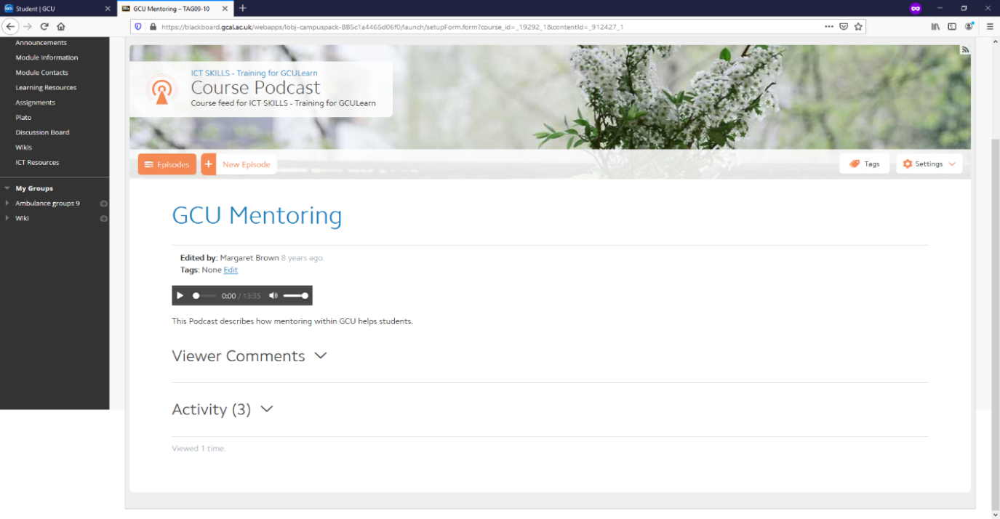 Student | GCU
GCU Mentoring – TAG09-10
https://blackboard.gcal.ac.uk/webapps/lobj-campuspack-BB5c1a4465d06f0/launch/setupForm.form?course_id=_19292_1&contentId=_912427_1
Announcements
Module Information
Module Contacts
Learning Resources
Assignments
Plato
Discussion Board
Wikis
ICT Resources
My Groups
Ambulance groups 9
Wiki
ICT SKILLS - Training for GCULearn
Course Podcast
Course feed for ICT SKILLS - Training for GCULearn
Episodes
New Episode
Tags
Settings
GCU Mentoring
Edited by: Margaret Brown 8 years ago.
Tags: None Edit
0:00 / 13:35
This Podcast describes how mentoring within GCU helps students.
Viewer Comments
Activity (3)
Viewed 1 time.